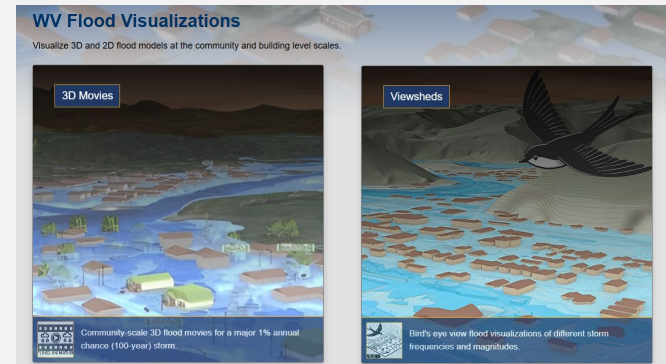 WV Flood Visualizations
Visualize 3D and 2D flood models at the community and building level scales.
3D Movies
Viewsheds
Community-scale 3D flood movies for a major 1% annual
chance (100-year) storm.
Bird's eye view flood visualizations of different storm
frequencies and magnitudes.